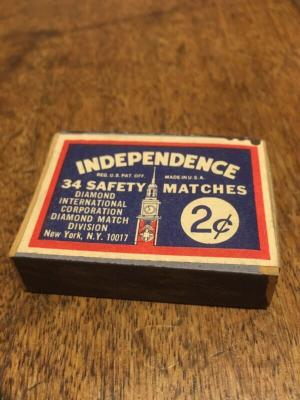 INDEPENDENCE
REG. U.S. PAT. OFF. MADE IN U.S.A.
34 SAFETY MATCHES
DIAMOND
INTERNATIONAL
CORPORATION
DIAMOND MATCH
DIVISION
New York, N.Y. 10017
2¢